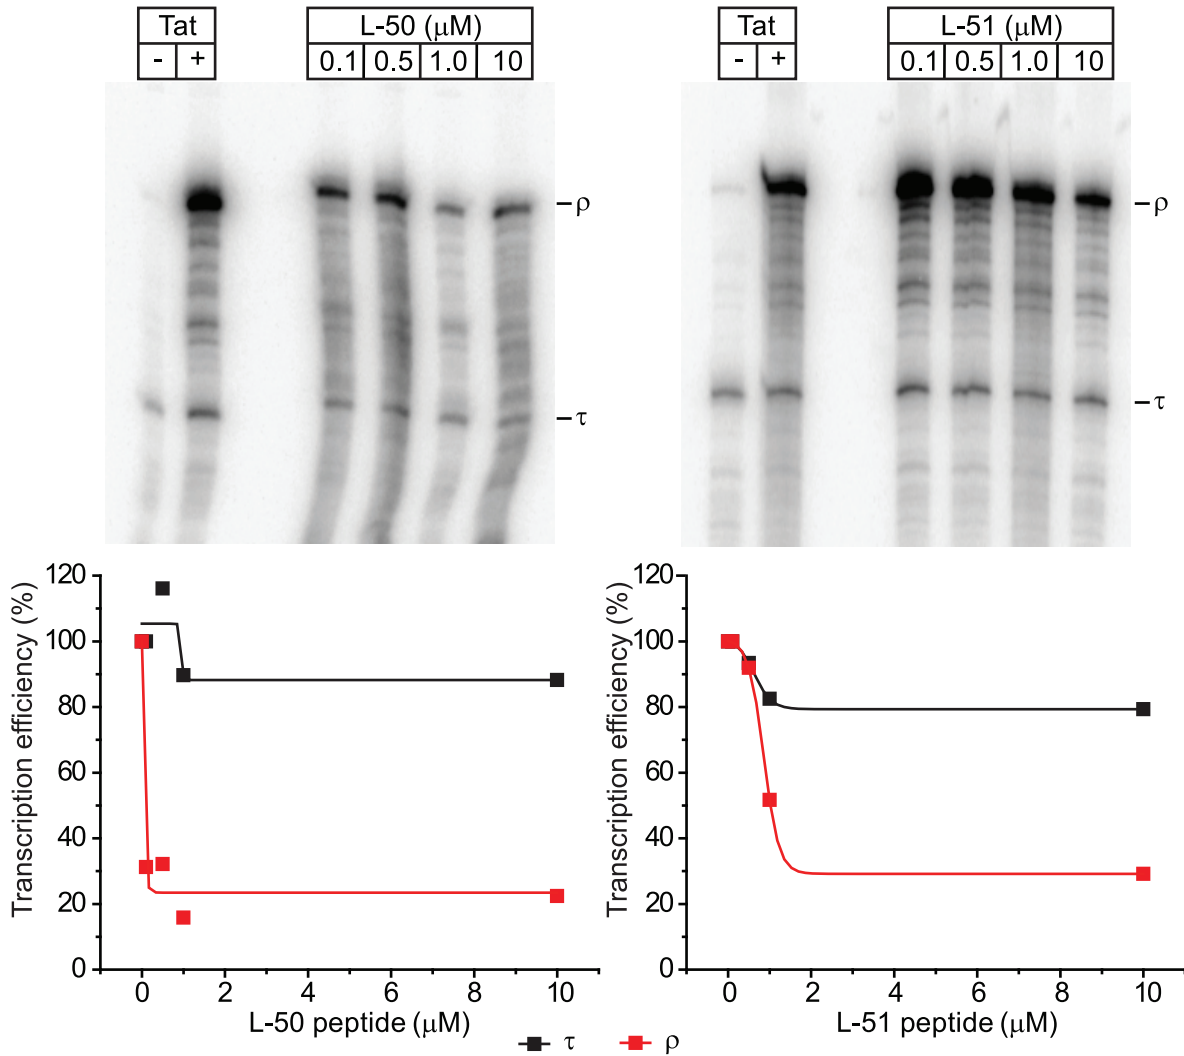 Tat
L-50 (μM)
- + 0.1 0.5 1.0 10
Tat
L-51 (μM)
- + 0.1 0.5 1.0 10
ρ
τ
ρ
τ
Transcription efficiency (%)
120
100
80
60
40
20
0
0 2 4 6 8 10
L-50 peptide (μM)
Transcription efficiency (%)
120
100
80
60
40
20
0
0 2 4 6 8 10
L-51 peptide (μM)
τ ρ